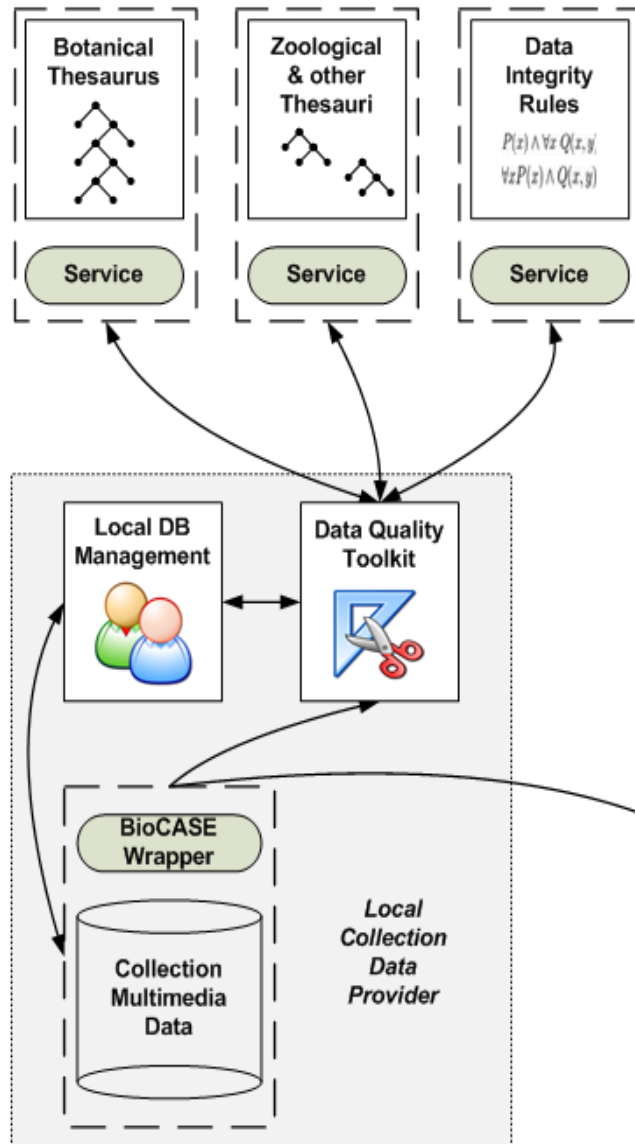 Botanical
Thesaurus
Service
Zoological
& other
Thesauri
Service
Data
Integrity
Rules
P(x)∧∀x Q(x,y)
∀xP(x)∧Q(x,y)
Service
Local DB
Management
Data Quality
Toolkit
BioCASE
Wrapper
Collection
Multimedia
Data
Local
Collection
Data
Provider